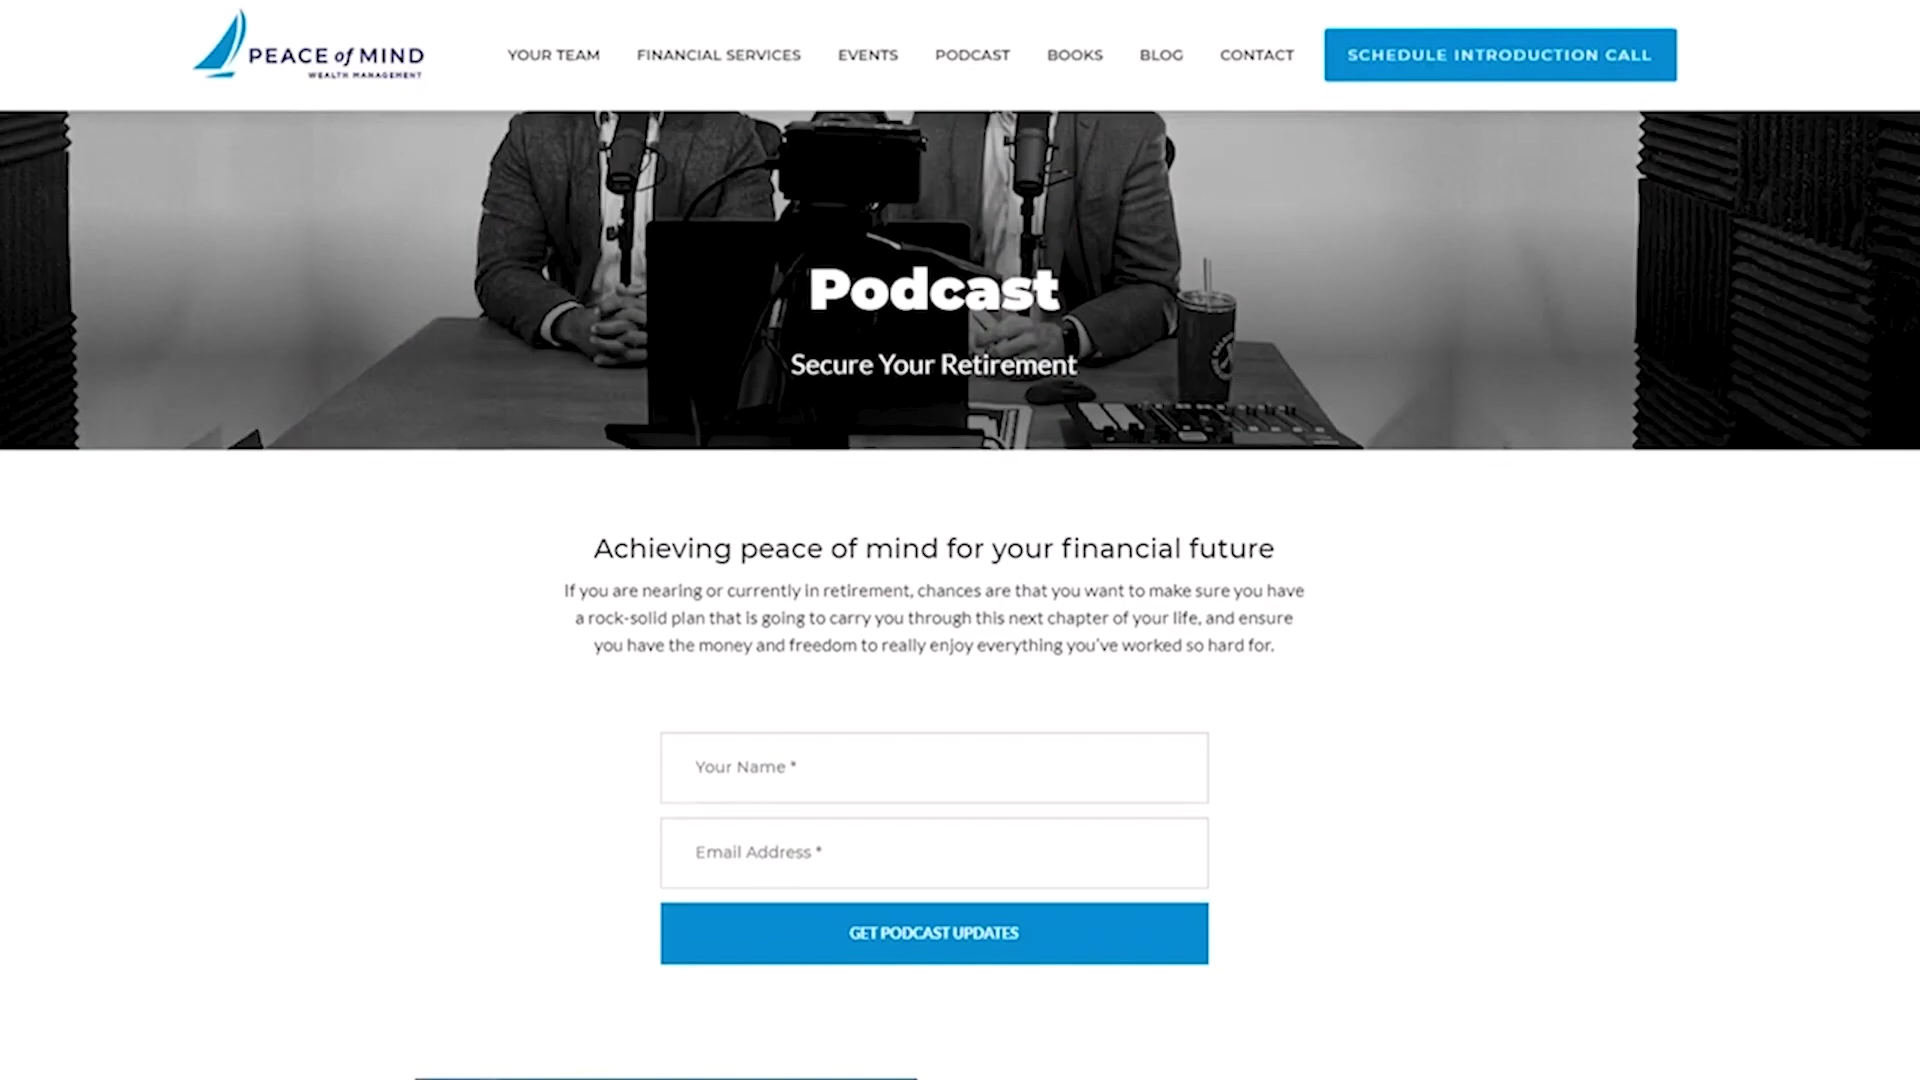 PEACE of MIND
WEALTH MANAGEMENT
YOUR TEAM
FINANCIAL SERVICES
EVENTS
PODCAST
BOOKS
BLOG
CONTACT
SCHEDULE INTRODUCTION CALL
Podcast
Secure Your Retirement
Achieving peace of mind for your financial future
If you are nearing or currently in retirement, chances are that you want to make sure you have
a rock-solid plan that is going to carry you through this next chapter of your life, and ensure
you have the money and freedom to really enjoy everything you've worked so hard for.
Your Name *
Email Address *
GET PODCAST UPDATES